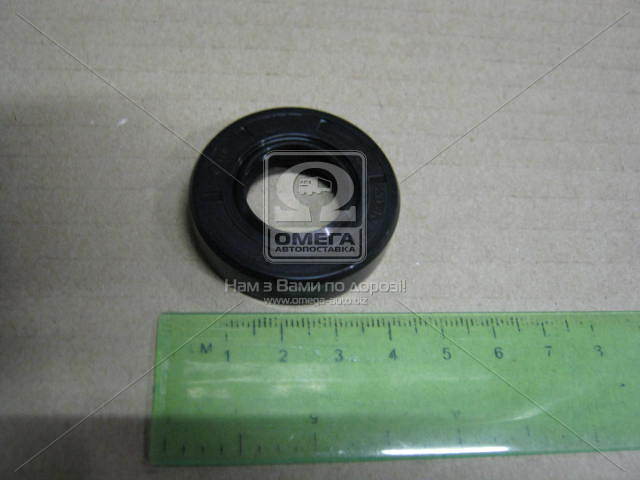 ОМЕГА
АВТОПОСТАВКА
Нам з Вами по дорозі!
www.omega-auto.biz
М 1 2 3 4 5 6 7 8